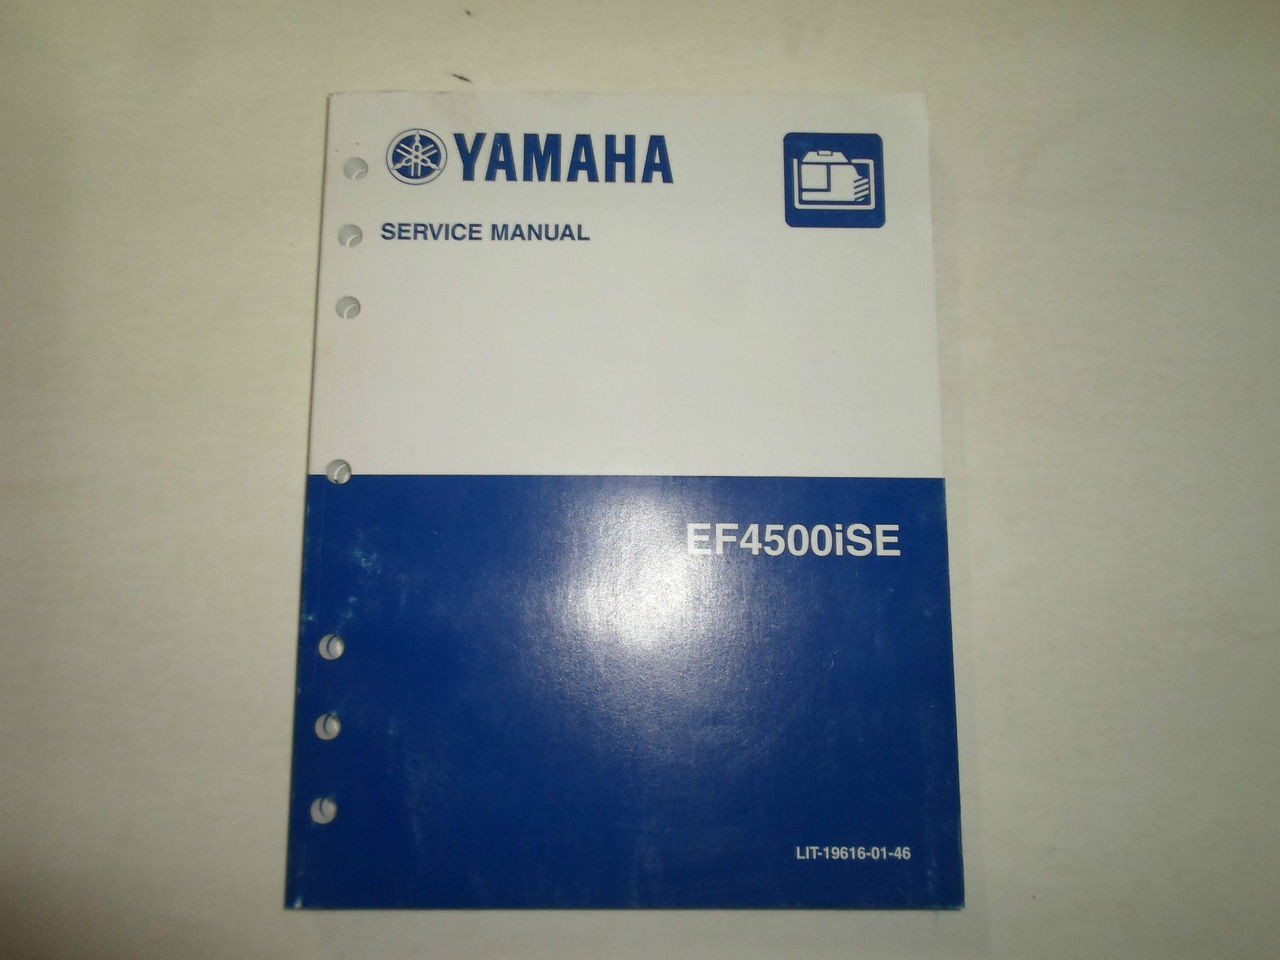 YAMAHA
SERVICE MANUAL
EF4500iSE
LIT-19616-01-46